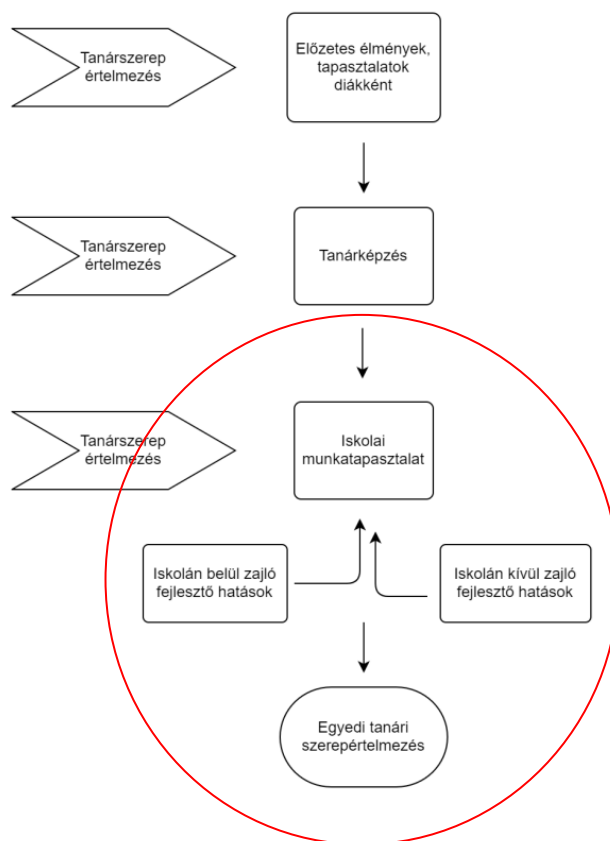 Tanárszerep
értelmezés
Előzetes élmények,
tapasztalatok
diákként
Tanárszerep
értelmezés
Tanárképzés
Tanárszerep
értelmezés
Iskolai
munkatapasztalat
Iskolán belül zajló
fejlesztő hatások
Iskolán kívül zajló
fejlesztő hatások
Egyedi tanári
szerepértelmezés